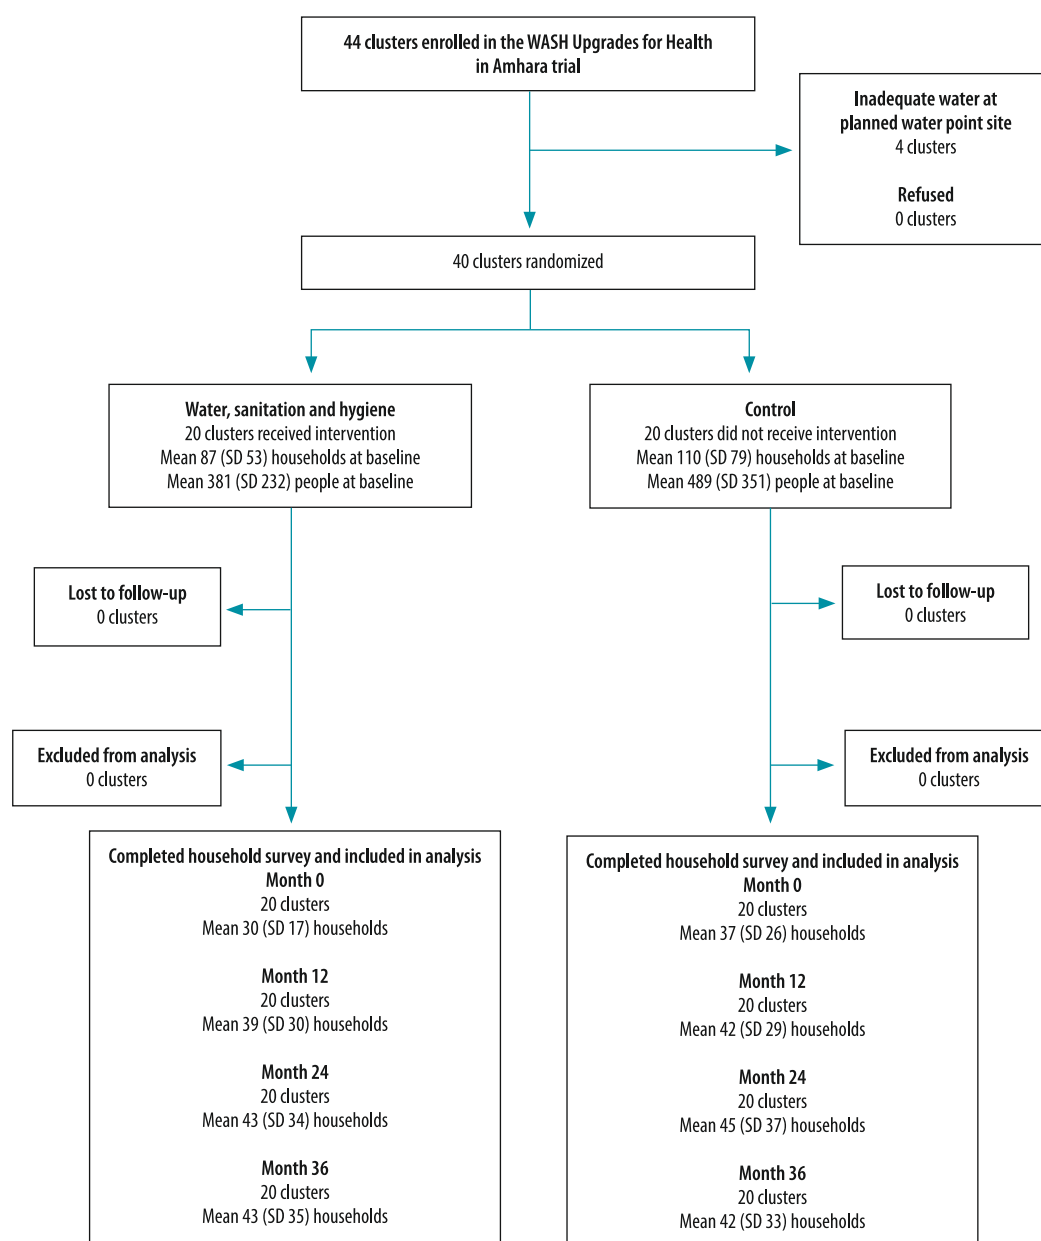 44 clusters enrolled in the WASH Upgrades for Health
in Amhara trial
Inadequate water at
planned water point site
4 clusters
Refused
0 clusters
40 clusters randomized
Water, sanitation and hygiene
20 clusters received intervention
Mean 87 (SD 53) households at baseline
Mean 381 (SD 232) people at baseline
Control
20 clusters did not receive intervention
Mean 110 (SD 79) households at baseline
Mean 489 (SD 351) people at baseline
Lost to follow-up
0 clusters
Lost to follow-up
0 clusters
Excluded from analysis
0 clusters
Excluded from analysis
0 clusters
Completed household survey and included in analysis
Month 0
20 clusters
Mean 30 (SD 17) households
Month 12
20 clusters
Mean 39 (SD 30) households
Month 24
20 clusters
Mean 43 (SD 34) households
Month 36
20 clusters
Mean 43 (SD 35) households
Completed household survey and included in analysis
Month 0
20 clusters
Mean 37 (SD 26) households
Month 12
20 clusters
Mean 42 (SD 29) households
Month 24
20 clusters
Mean 45 (SD 37) households
Month 36
20 clusters
Mean 42 (SD 33) households